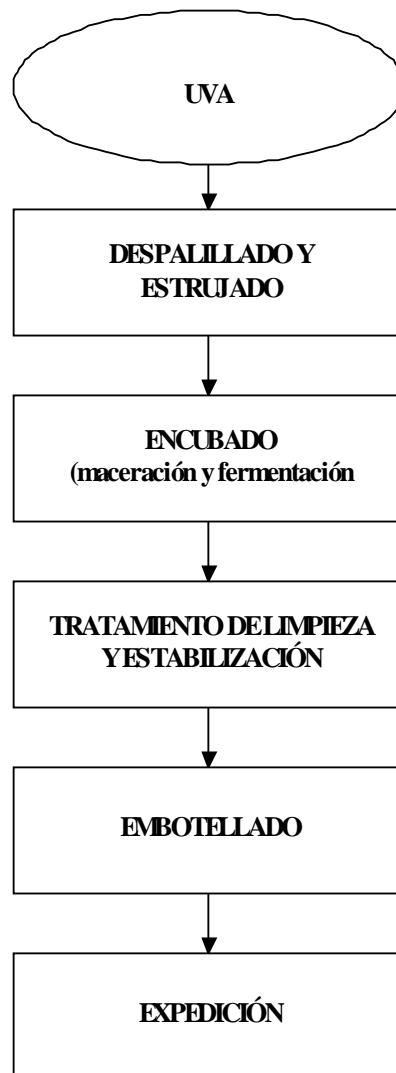 UVA
DESPALILLADO Y
ESTRUJADO
ENCUBADO
(maceración y fermentación
TRATAMIENTO DE LIMPIEZA
Y ESTABILIZACIÓN
EMBOTELLADO
EXPEDICIÓN